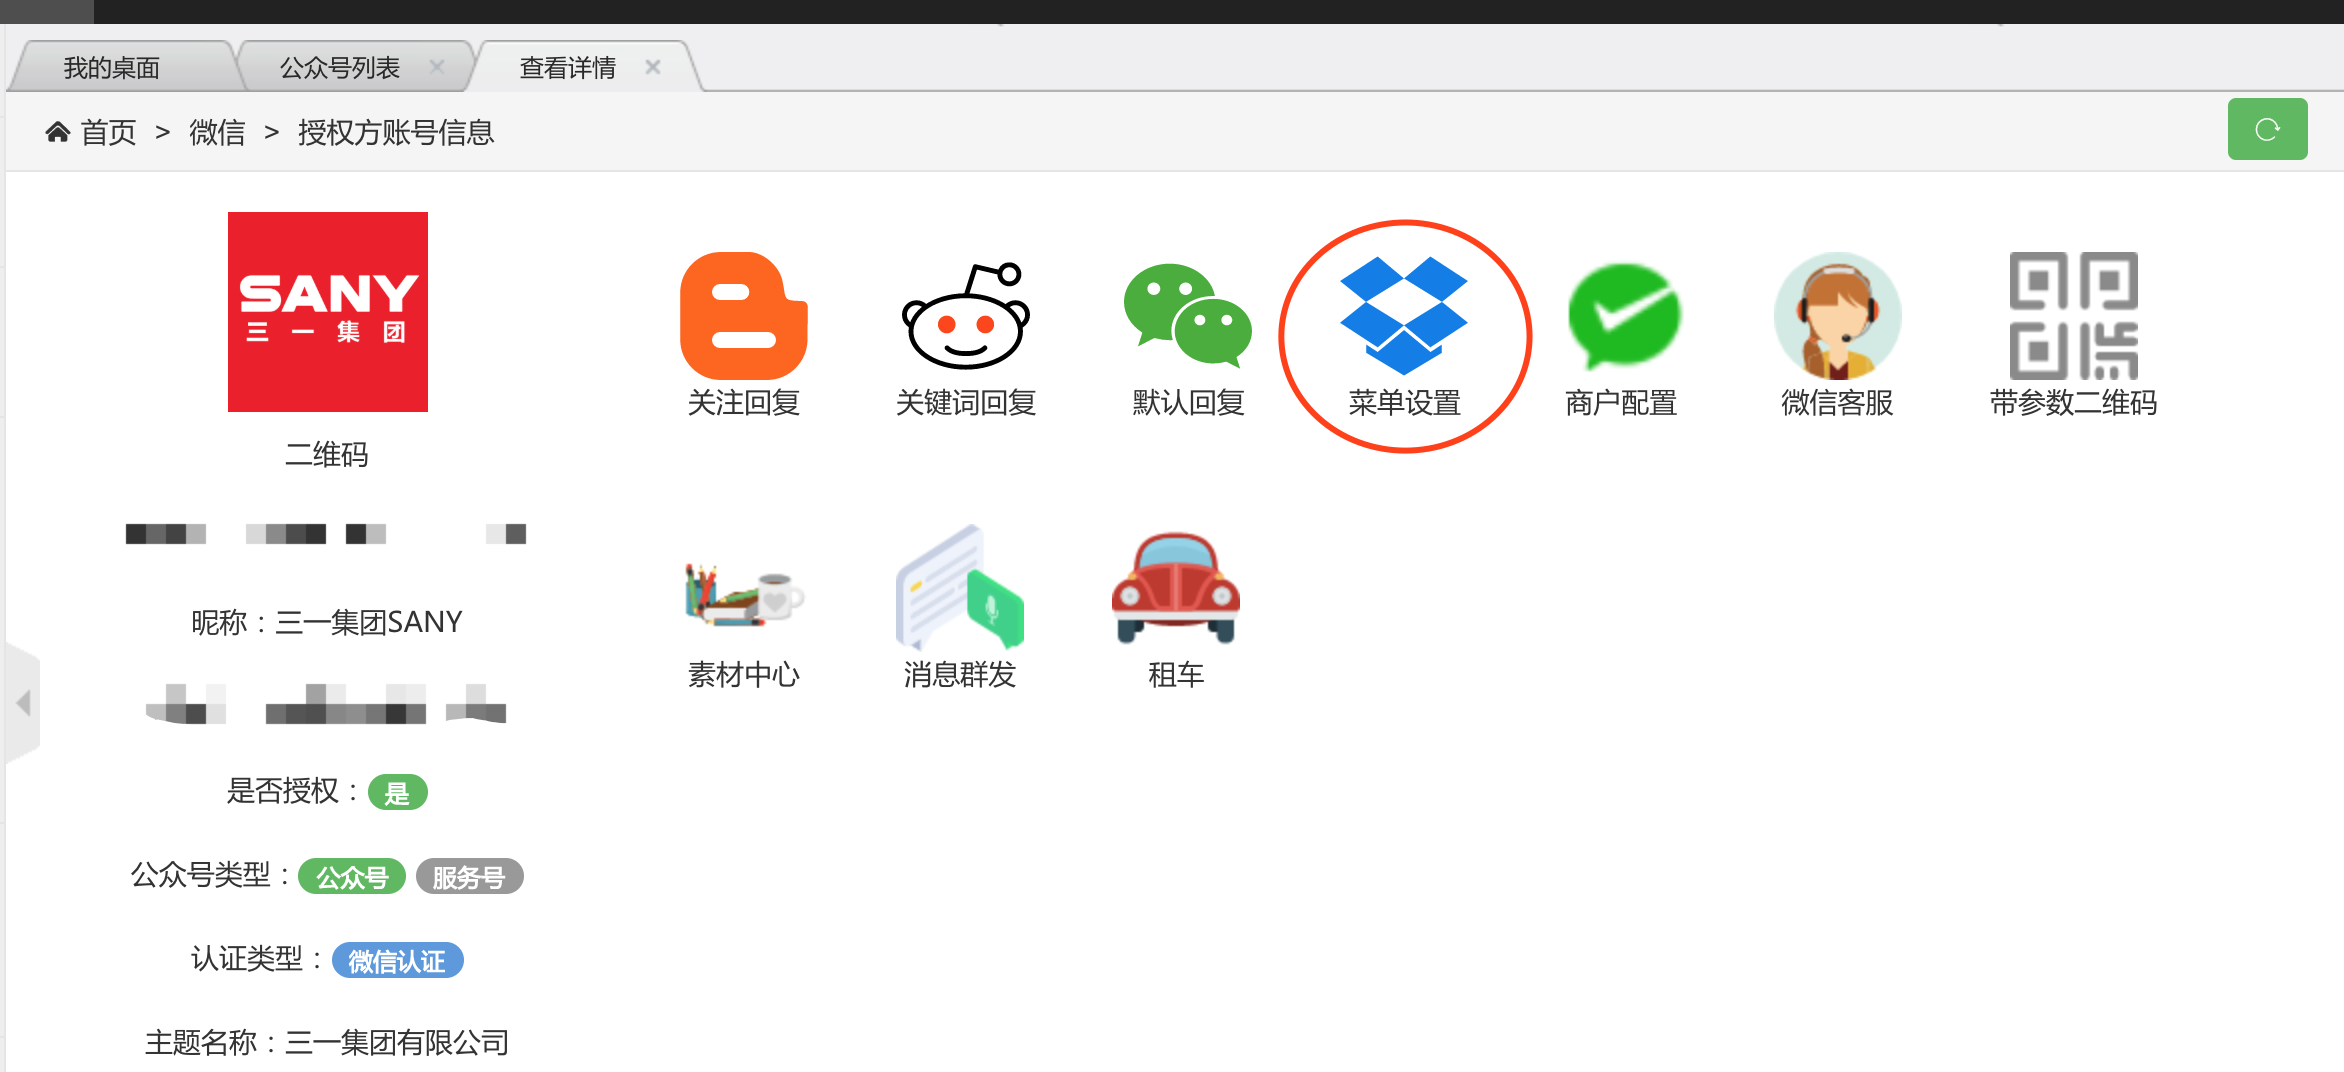 我的桌面
公众号列表
查看详情
首页 > 微信 > 授权方账号信息
SANY
三一集团
二维码
昵称：三一集团SANY
是否授权：是
公众号类型：公众号 服务号
认证类型：微信认证
主题名称：三一集团有限公司
关注回复
关键词回复
默认回复
菜单设置
商户配置
微信客服
带参数二维码
素材中心
消息群发
租车